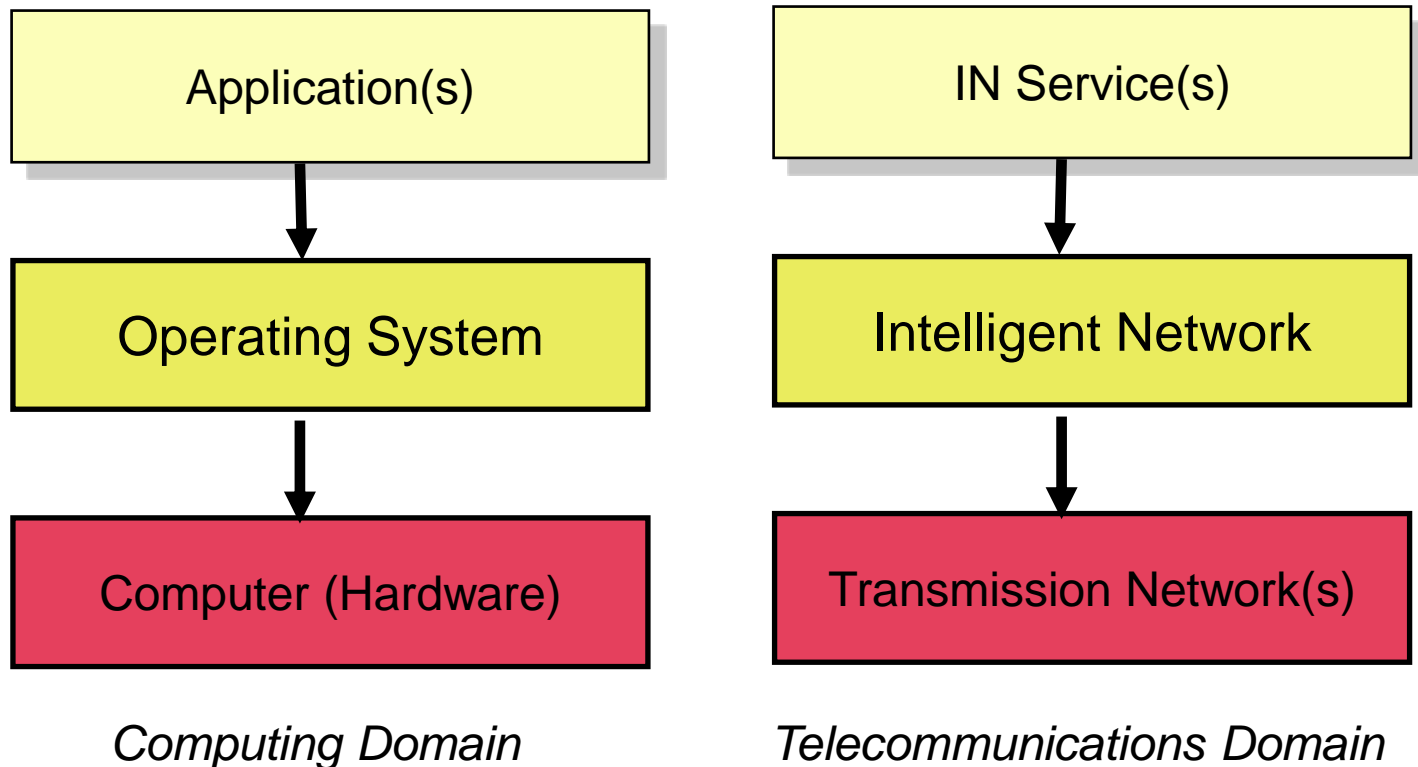 Application(s)
IN Service(s)
Operating System
Intelligent Network
Computer (Hardware)
Transmission Network(s)
Computing Domain
Telecommunications Domain